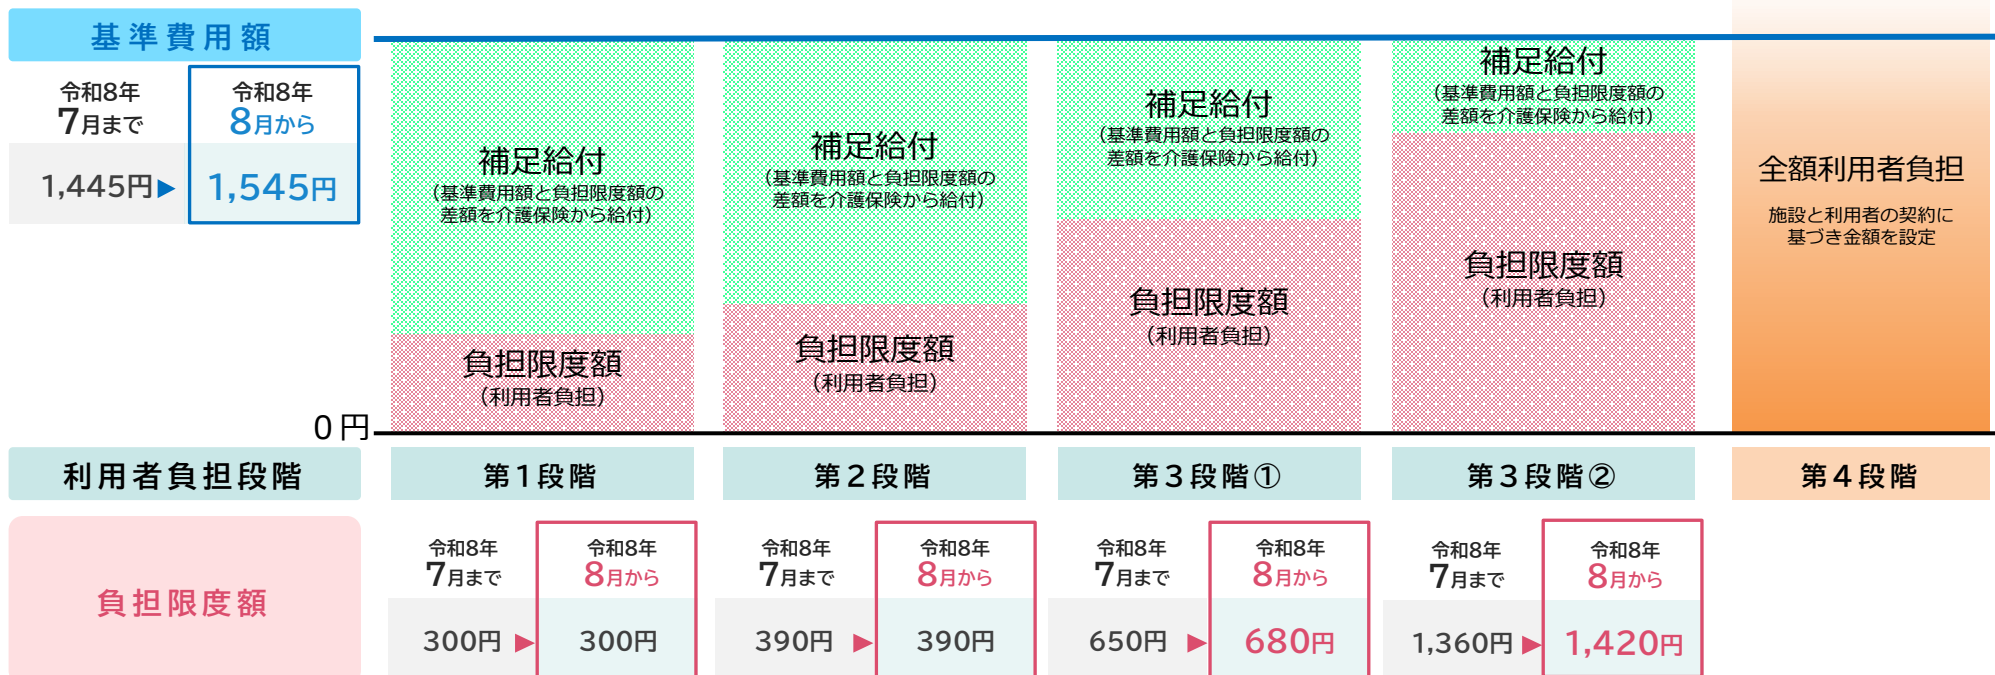 基準費用額
令和8年
7月まで
令和8年
8月から
1,445円▶
1,545円
補足給付
（基準費用額と負担限度額の
差額を介護保険から給付）
負担限度額
（利用者負担）
補足給付
（基準費用額と負担限度額の
差額を介護保険から給付）
負担限度額
（利用者負担）
補足給付
（基準費用額と負担限度額の
差額を介護保険から給付）
負担限度額
（利用者負担）
補足給付
（基準費用額と負担限度額の
差額を介護保険から給付）
負担限度額
（利用者負担）
全額利用者負担
施設と利用者の契約に
基づき金額を設定
0円
利用者負担段階
第1段階
第2段階
第3段階①
第3段階②
第4段階
負担限度額
令和8年
7月まで
令和8年
8月から
300円▶
300円
令和8年
7月まで
令和8年
8月から
390円▶
390円
令和8年
7月まで
令和8年
8月から
650円▶
680円
令和8年
7月まで
令和8年
8月から
1,360円▶
1,420円